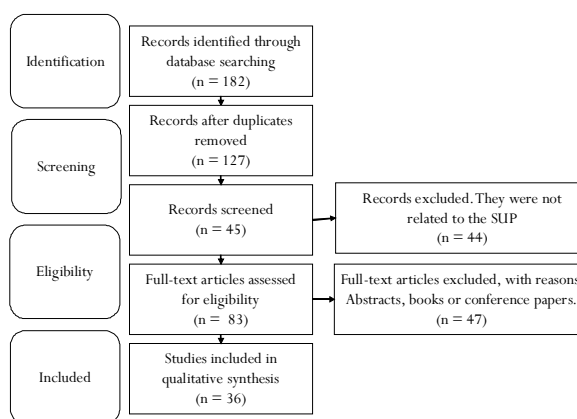 Identification
Records identified through
database searching
(n = 182)
Records after duplicates
removed
(n = 127)
Screening
Records screened
(n = 45)
Records excluded. They were not
related to the SUP
(n = 44)
Eligibility
Full-text articles assessed
for eligibility
(n = 83)
Full-text articles excluded, with reasons
Abstracts, books or conference papers.
(n = 47)
Included
Studies included in
qualitative synthesis
(n = 36)